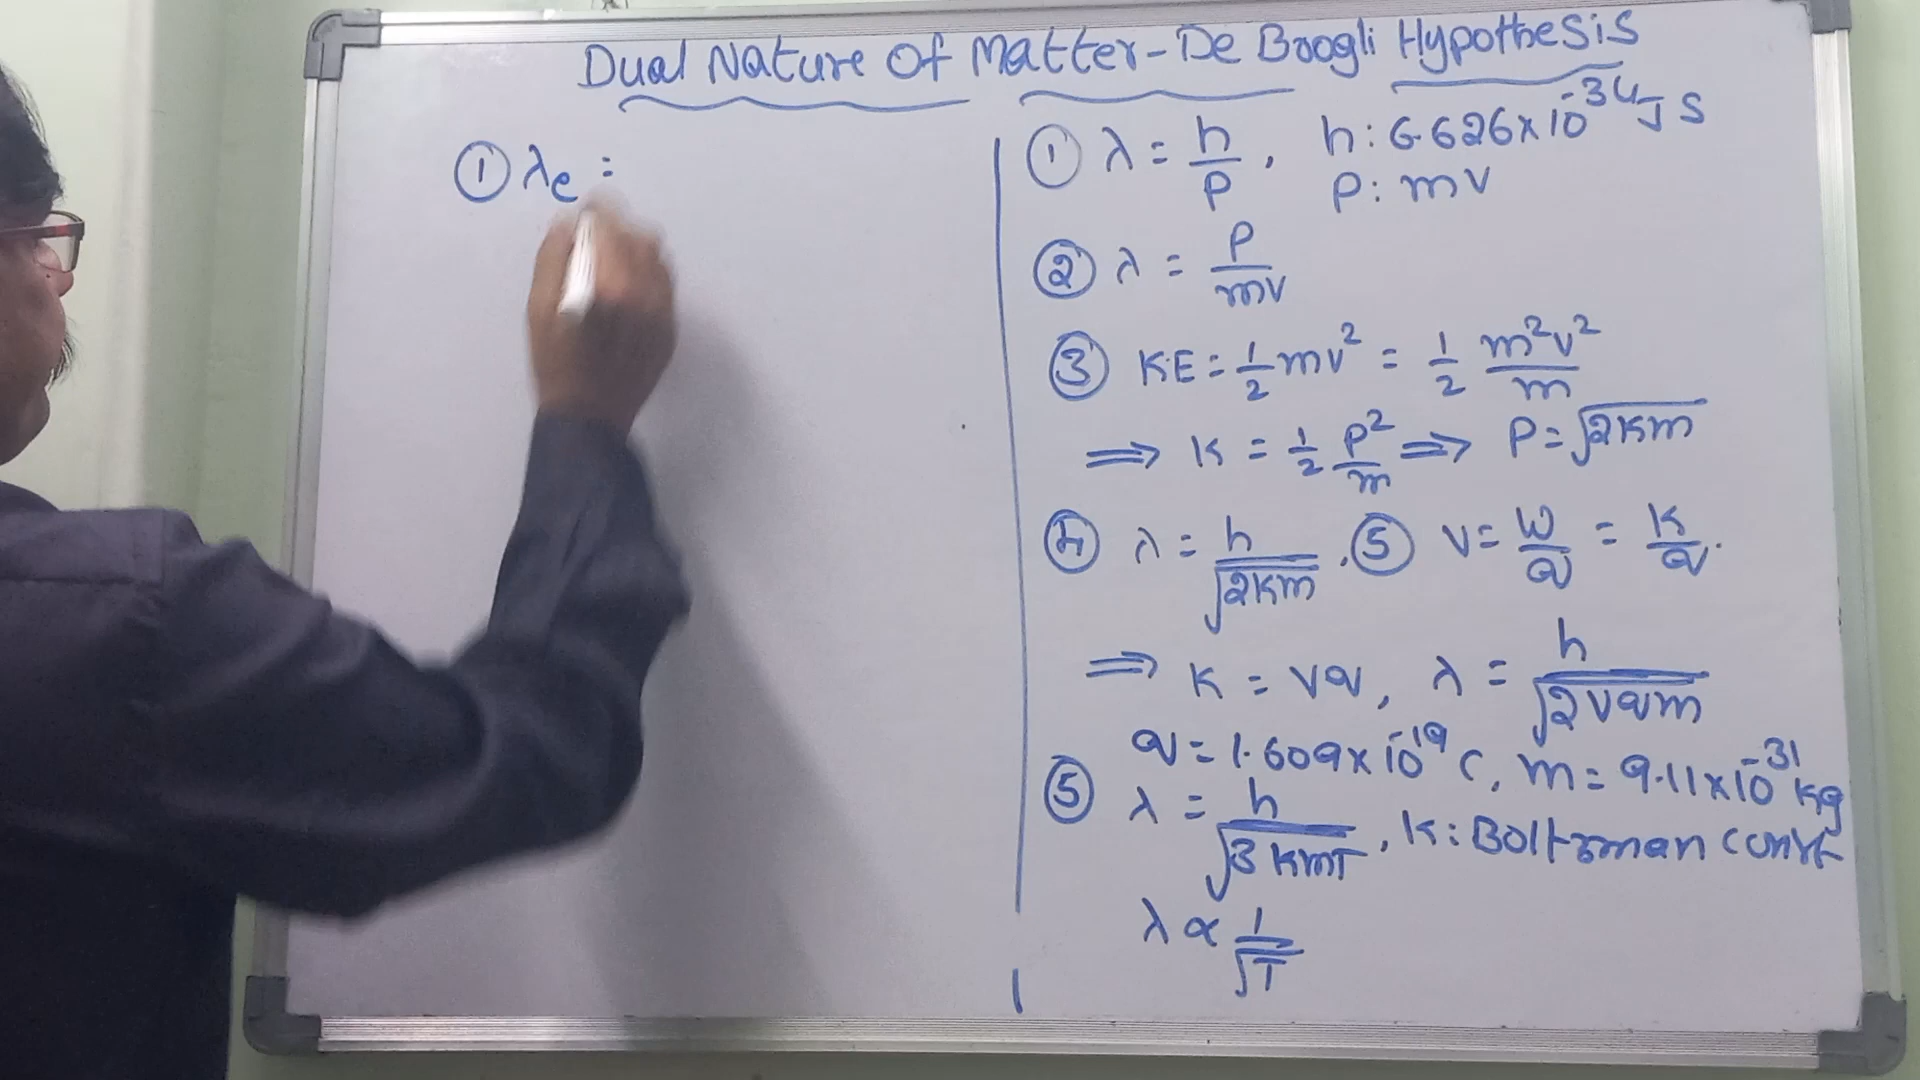 Dual Nature Of Matter-De Broogli Hypothesis
① λe =
① λ = h/P, h: 6.626x10^-34 JS
P: mv
② λ = P/mv
③ K.E = 1/2 mv² = 1/2 m²v²/m
⇒ K = 1/2 P²/m ⇒ P = √2Km
④ λ = h/√2Km . ⑤ V = W/Q = K/Q.
⇒ K = VQ, λ = h/√2VQm
Q = 1.609x10^-19 C, m = 9.11x10^-31 kg
⑤ λ = h/√3KmT, K: Boltzman const
λ ∝ 1/√T